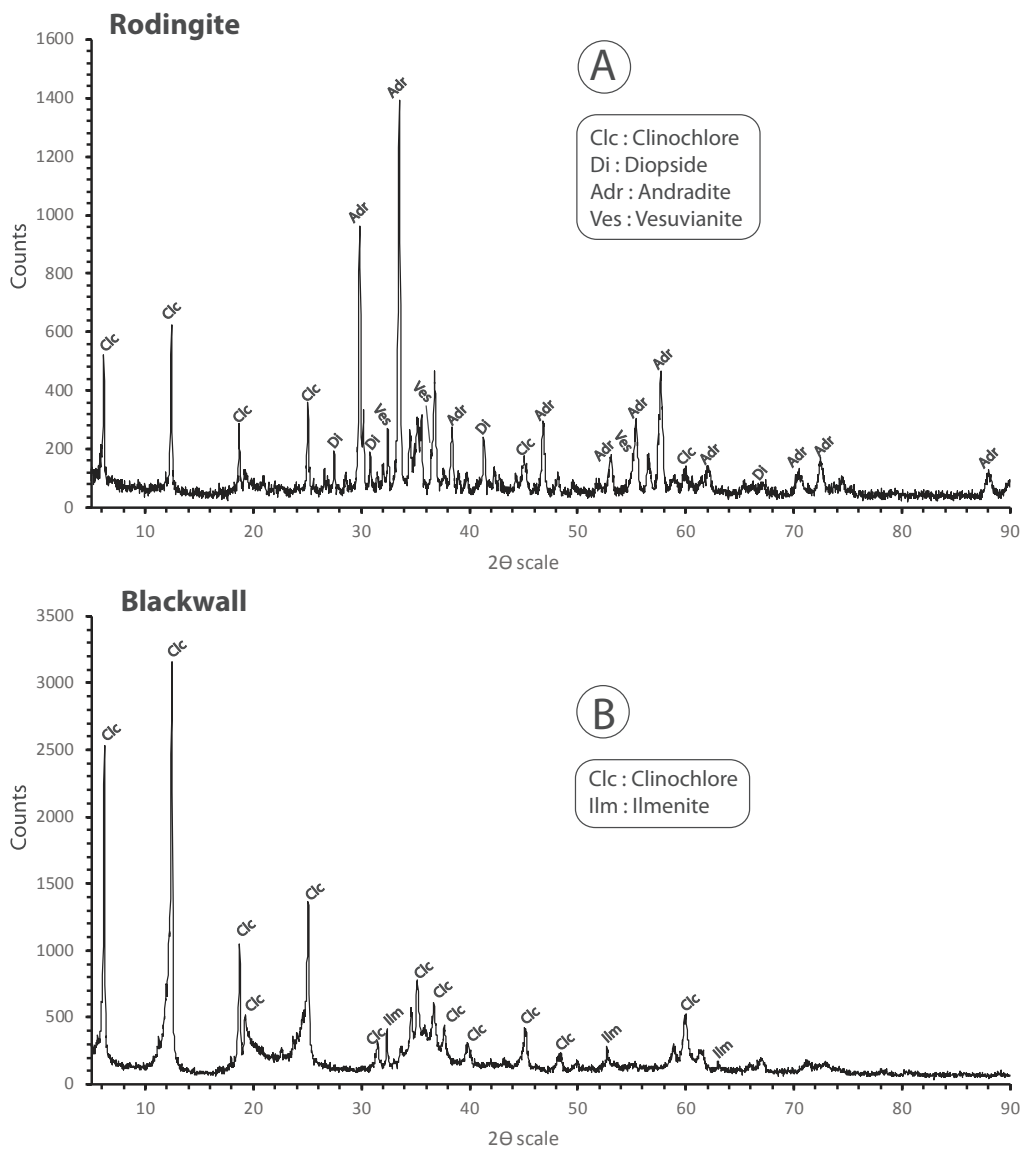 Rodingite
A
Clc : Clinochlore
Di : Diopside
Adr : Andradite
Ves : Vesuvianite
Counts
1600
1400
1200
1000
800
600
400
200
0
Clc
Clc
Clc
Clc
Di
Adr
Di
Ves
Adr
Ves
Adr
Di
Clc
Adr
Adr
Ves
Adr
Adr
Clc
Adr
Di
Adr
Adr
Adr
10 20 30 40 50 60 70 80 90
2Ɵ scale
Blackwall
B
Clc : Clinochlore
Ilm : Ilmenite
Counts
3500
3000
2500
2000
1500
1000
500
0
Clc
Clc
Clc
Clc
Clc
Clc
Ilm
Clc
Clc
Clc
Clc
Clc
Clc
Ilm
Clc
Ilm
10 20 30 40 50 60 70 80 90
2Ɵ scale